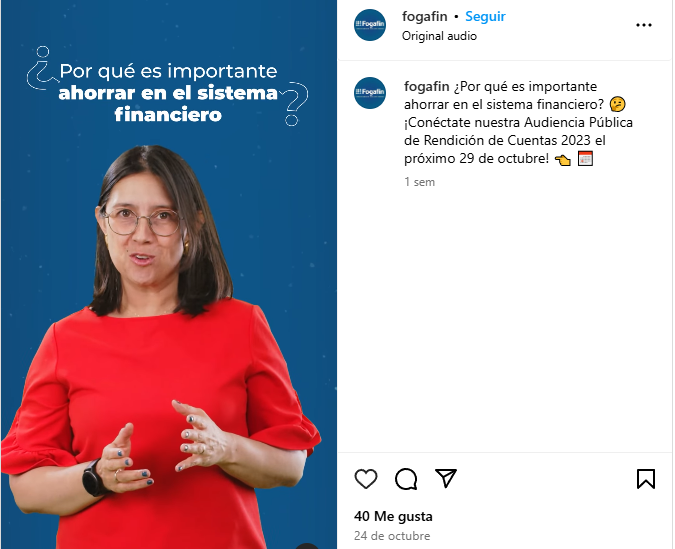 ¿Por qué es importante
ahorrar en el sistema
financiero?
Fogafin
fogafin • Seguir
Original audio
Fogafin
fogafin ¿Por qué es importante
ahorrar en el sistema financiero? 🤔
¡Conéctate nuestra Audiencia Pública
de Rendición de Cuentas 2023 el
próximo 29 de octubre! 👈 📅
1 sem
40 Me gusta
24 de octubre